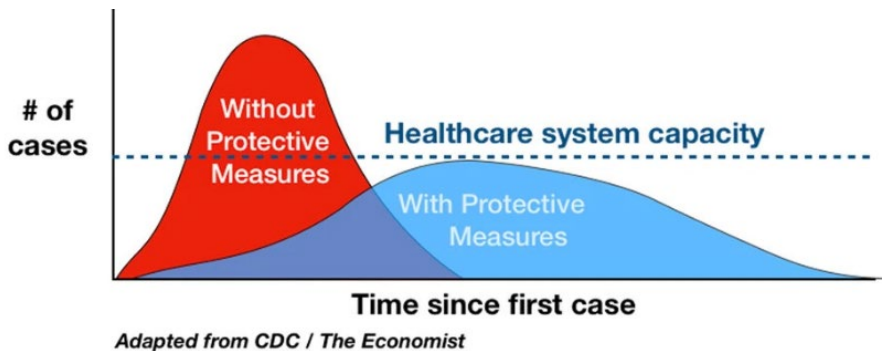 # of
cases
Without
Protective
Measures
Healthcare system capacity
With Protective
Measures
Time since first case
Adapted from CDC / The Economist